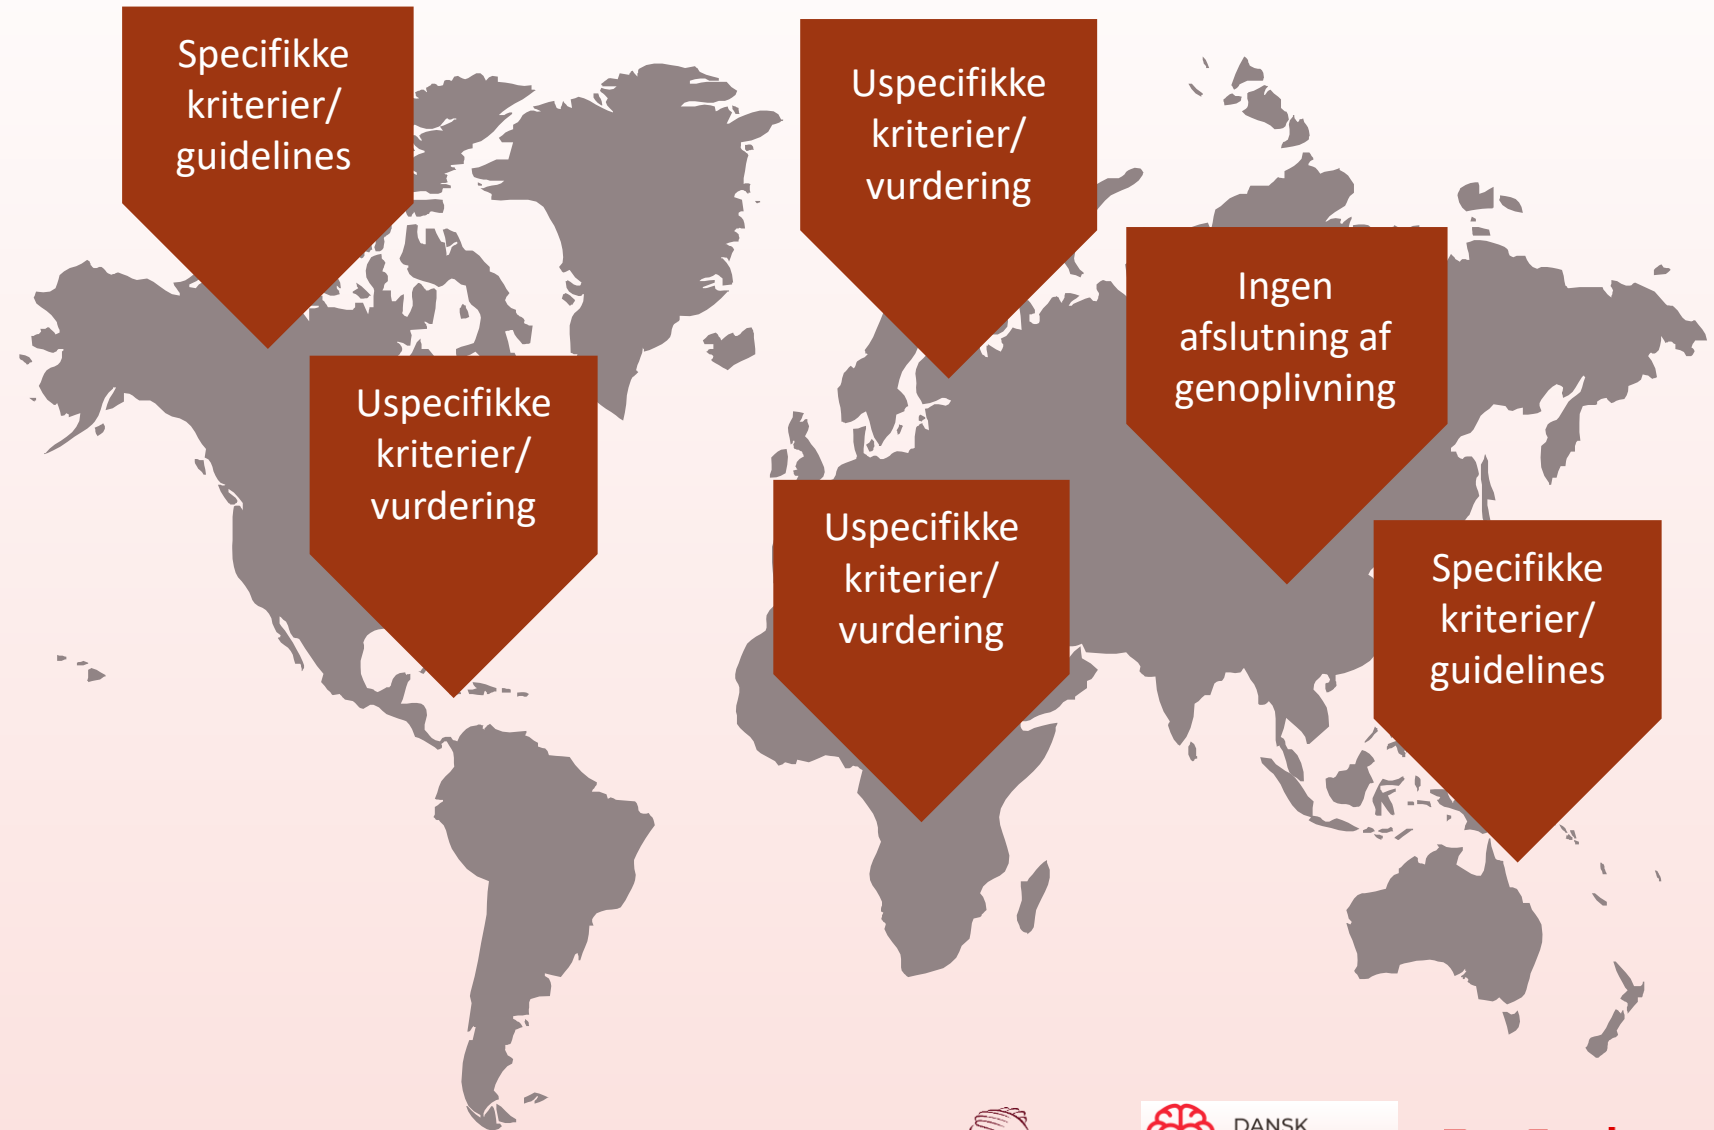 Specifikke
kriterier/
guidelines
Uspecifikke
kriterier/
vurdering
Ingen
afslutning af
genoplivning
Uspecifikke
kriterier/
vurdering
Uspecifikke
kriterier/
vurdering
Specifikke
kriterier/
guidelines
DANSK